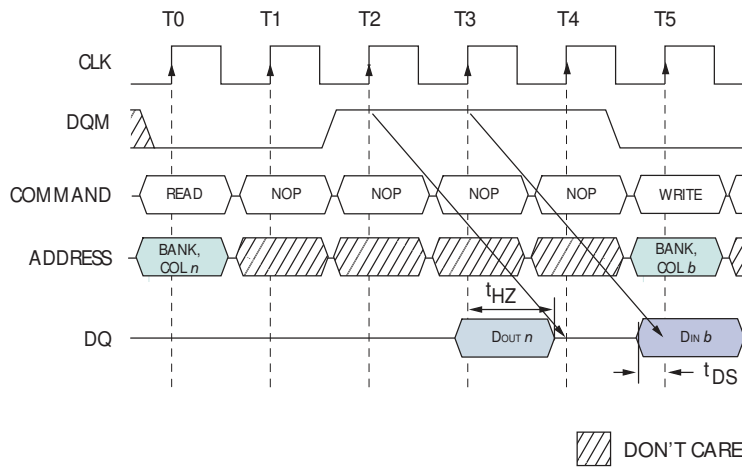 T0 T1 T2 T3 T4 T5
CLK
DQM
COMMAND READ NOP NOP NOP NOP WRITE
ADDRESS BANK, COL n BANK, COL b
tHZ
DQ DOUT n DIN b
tDS
DON'T CARE